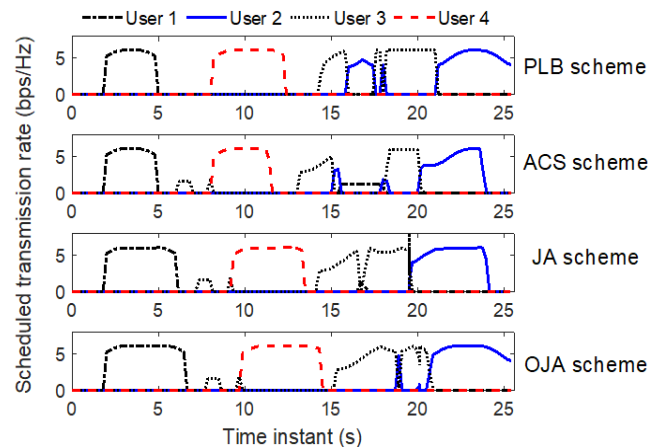 User 1 User 2 User 3 User 4
Scheduled transmission rate (bps/Hz)
5
0
0 5 10 15 20 25
PLB scheme
5
0
0 5 10 15 20 25
ACS scheme
5
0
0 5 10 15 20 25
JA scheme
5
0
0 5 10 15 20 25
OJA scheme
Time instant (s)